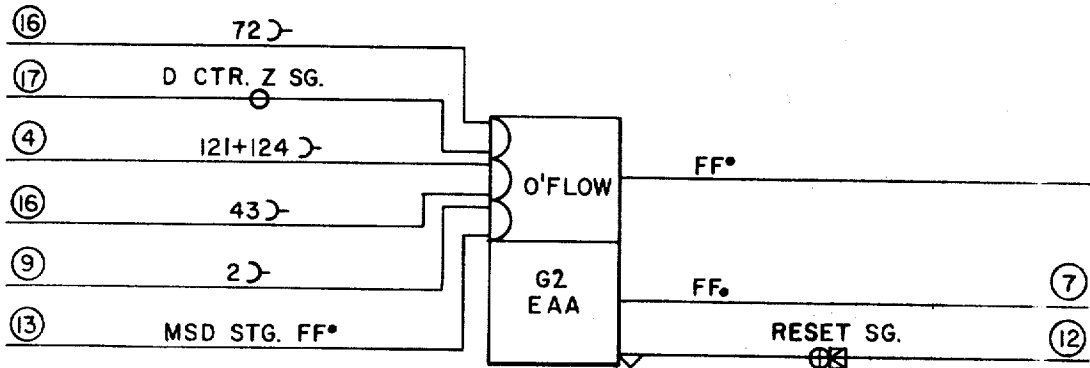 16 72
17 D CTR. Z SG.
4 121+124
16 43
9 2
13 MSD STG. FF•
O'FLOW
G2
EAA
FF•
FF• 7
RESET SG. 12